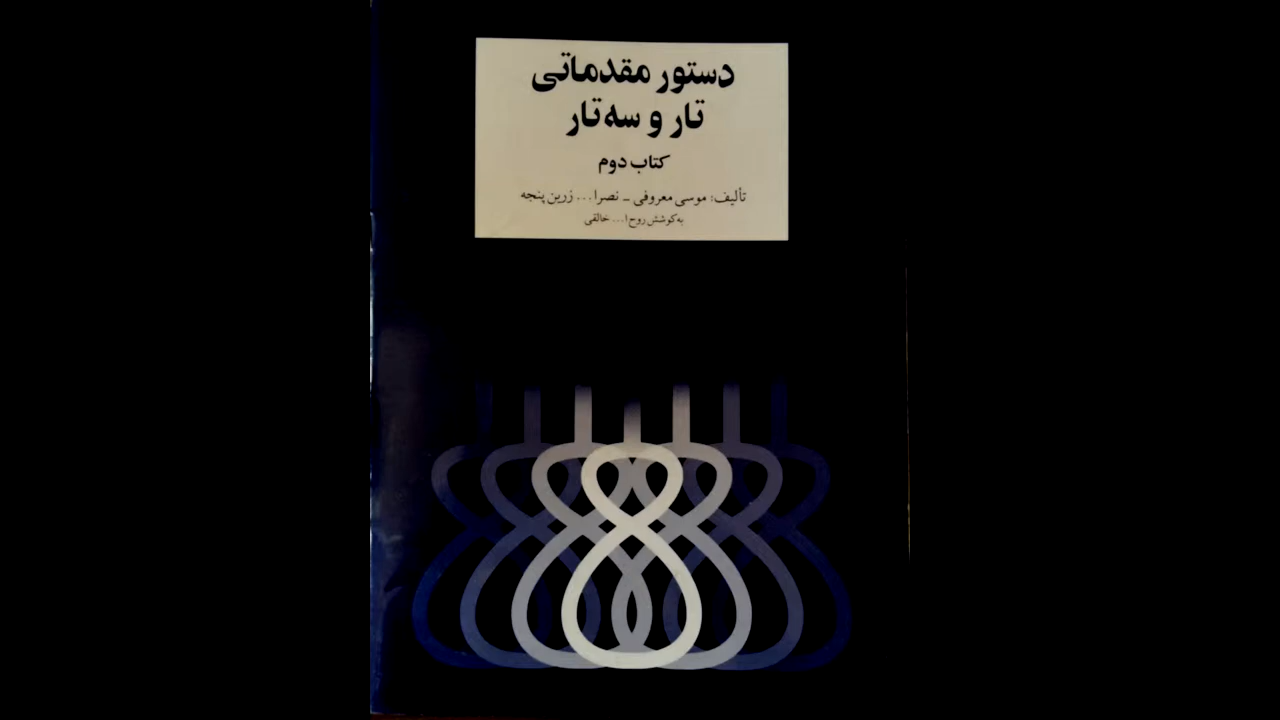 دستور مقدماتی
تار و سه‌تار
کتاب دوم
تألیف: موسی معروفی - نصرا... زرین پنجه
به‌کوشش روح ا... خالقی